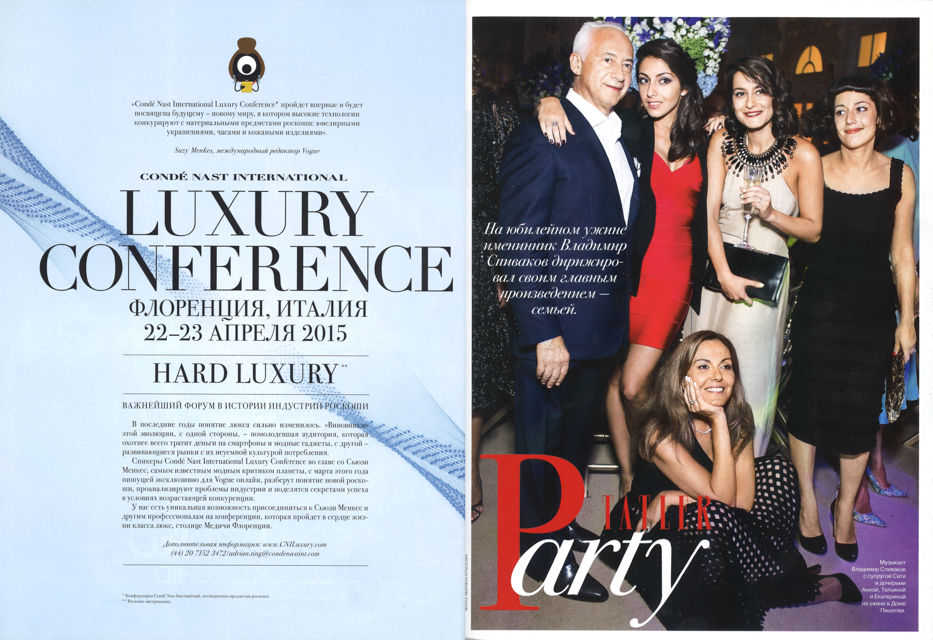 «Condé Nast International Luxury Conference* пройдет впервые и будет
посвящена будущему – новому миру, в котором высокие технологии
конкурируют с материальными предметами роскоши: ювелирными
украшениями, часами и кожаными изделиями».
Suzy Menkes, международный редактор Vogue
CONDÉ NAST INTERNATIONAL
LUXURY
CONFERENCE
ФЛОРЕНЦИЯ, ИТАЛИЯ
22–23 АПРЕЛЯ 2015
HARD LUXURY**
ВАЖНЕЙШИЙ ФОРУМ В ИСТОРИИ ИНДУСТРИИ РОСКОШИ
В последние годы понятие люкса сильно изменилось. «Виновники»
этой эволюции, с одной стороны, – помолодевшая аудитория, которая
охотнее всего тратит деньги на смартфоны и модные гаджеты, с другой –
развивающиеся рынки с их неуемной культурой потребления.
Спикеры Condé Nast International Luxury Conference во главе со Сьюзи
Менкес, самым известным модным критиком планеты, с марта этого года
пишущей эксклюзивно для Vogue онлайн, разберут понятие новой роско-
ши, проанализируют проблемы индустрии и поделятся секретами успеха
в условиях возрастающей конкуренции.
У вас есть уникальная возможность присоединиться к Сьюзи Менкес и
другим профессионалам на конференции, которая пройдет в сердце жиз-
ни класса люкс, столице Медичи Флоренции.
Дополнительная информация: www.CNILuxury.com
(44) 20 7152 3472/adrian.ting@condenastint.com
* Конференция Condé Nast International, посвященная предметам роскоши.
** Роскошь материальна.
На юбилейном ужине
именинник Владимир
Спиваков дирижиро-
вал своим главным
произведением –
семьей.
TATLER
Party
Музыкант
Владимир Спиваков
с супругой Сати
и дочерьми
Анной, Татьяной
и Екатериной
на ужине в Доме
Пашкова.